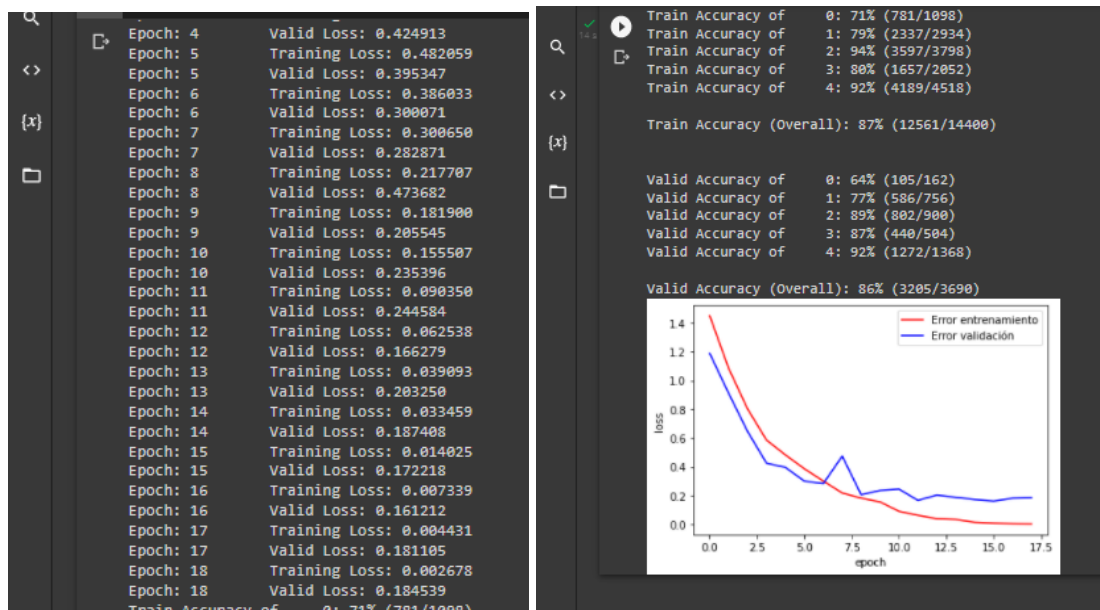 Epoch: 4 Valid Loss: 0.424913
Epoch: 5 Training Loss: 0.482059
Epoch: 5 Valid Loss: 0.395347
Epoch: 6 Training Loss: 0.386033
Epoch: 6 Valid Loss: 0.300071
Epoch: 7 Training Loss: 0.300650
Epoch: 7 Valid Loss: 0.282871
Epoch: 8 Training Loss: 0.217707
Epoch: 8 Valid Loss: 0.473682
Epoch: 9 Training Loss: 0.181900
Epoch: 9 Valid Loss: 0.205545
Epoch: 10 Training Loss: 0.155507
Epoch: 10 Valid Loss: 0.235396
Epoch: 11 Training Loss: 0.090350
Epoch: 11 Valid Loss: 0.244584
Epoch: 12 Training Loss: 0.062538
Epoch: 12 Valid Loss: 0.166279
Epoch: 13 Training Loss: 0.039093
Epoch: 13 Valid Loss: 0.203250
Epoch: 14 Training Loss: 0.033459
Epoch: 14 Valid Loss: 0.187408
Epoch: 15 Training Loss: 0.014025
Epoch: 15 Valid Loss: 0.172218
Epoch: 16 Training Loss: 0.007339
Epoch: 16 Valid Loss: 0.161212
Epoch: 17 Training Loss: 0.004431
Epoch: 17 Valid Loss: 0.181105
Epoch: 18 Training Loss: 0.002678
Epoch: 18 Valid Loss: 0.184539
Train Accuracy of 0: 71% (781/1098)
{x}
14 s
Train Accuracy of 0: 71% (781/1098)
Train Accuracy of 1: 79% (2337/2934)
Train Accuracy of 2: 94% (3597/3798)
Train Accuracy of 3: 80% (1657/2052)
Train Accuracy of 4: 92% (4189/4518)
Train Accuracy (Overall): 87% (12561/14400)
{x}
Valid Accuracy of 0: 64% (105/162)
Valid Accuracy of 1: 77% (586/756)
Valid Accuracy of 2: 89% (802/900)
Valid Accuracy of 3: 87% (440/504)
Valid Accuracy of 4: 92% (1272/1368)
Valid Accuracy (Overall): 86% (3205/3690)
Error entrenamiento
Error validación
1.4
1.2
1.0
0.8
0.6
0.4
0.2
0.0
loss
0.0 2.5 5.0 7.5 10.0 12.5 15.0 17.5
epoch